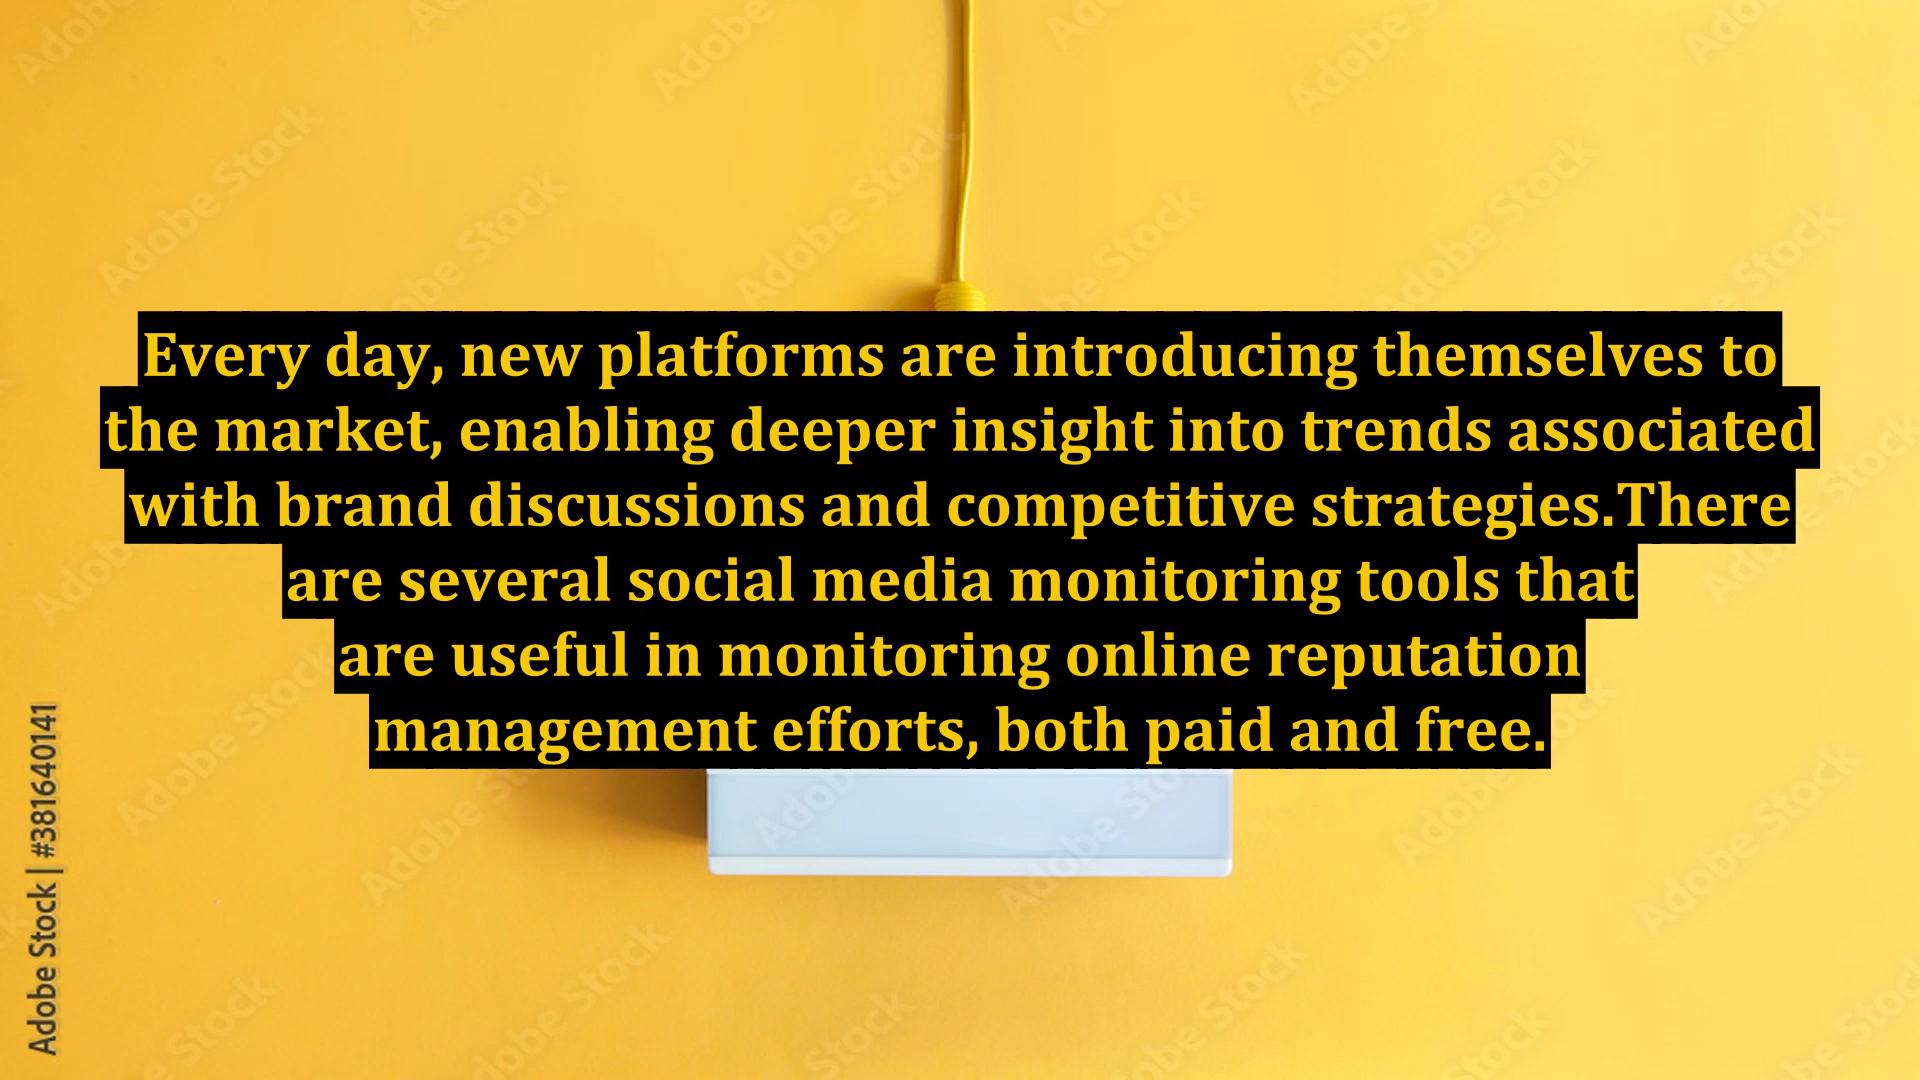 Every day, new platforms are introducing themselves to
the market, enabling deeper insight into trends associated
with brand discussions and competitive strategies.There
are several social media monitoring tools that
are useful in monitoring online reputation
management efforts, both paid and free.
Adobe Stock | #381640141